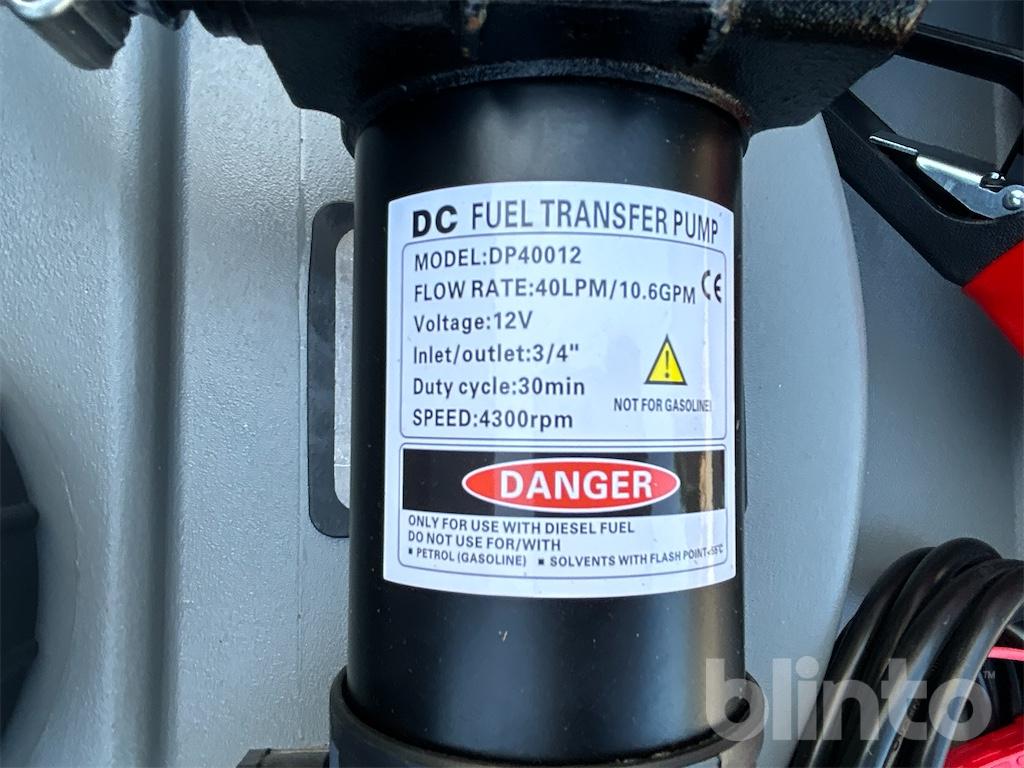 DC FUEL TRANSFER PUMP
MODEL:DP40012
FLOW RATE:40LPM/10.6GPM CE
Voltage:12V
Inlet/outlet:3/4"
Duty cycle:30min
NOT FOR GASOLINE!
SPEED:4300rpm
DANGER
ONLY FOR USE WITH DIESEL FUEL
DO NOT USE FOR/WITH
▪ PETROL (GASOLINE) ▪ SOLVENTS WITH FLASH POINT<55°C
blinto™